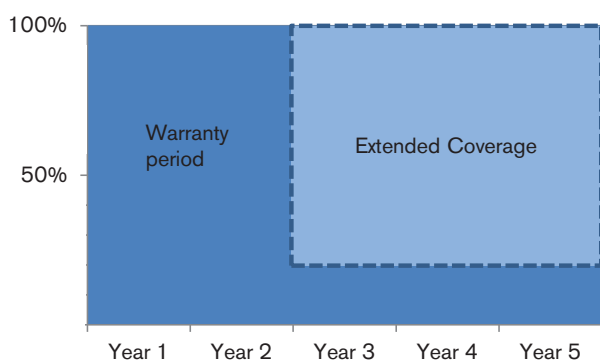 100%
Warranty
period
Extended Coverage
50%
Year 1
Year 2
Year 3
Year 4
Year 5